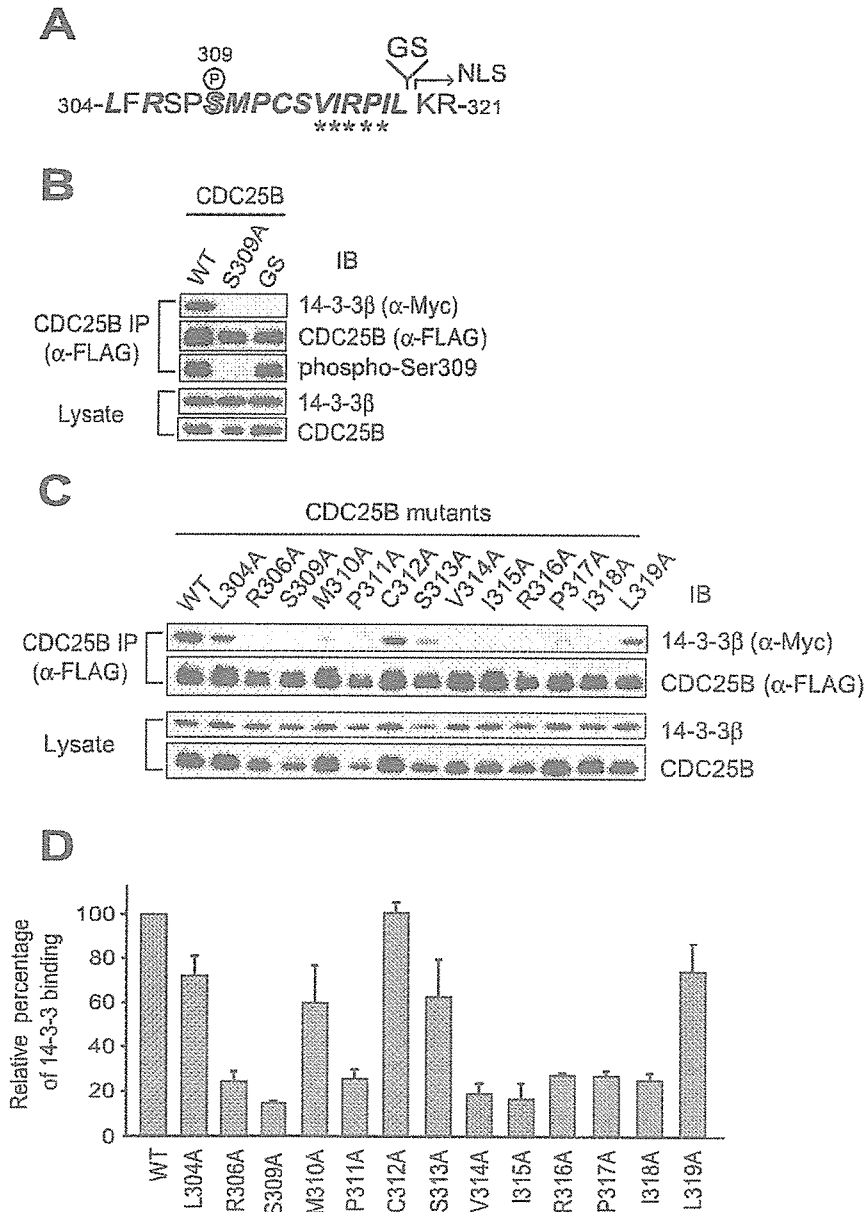 A
GS
309
P
NLS
304-LFRSPSMPCSVIRPIL KR-321
*****
B
CDC25B
WT
S309A
GS
IB
CDC25B IP
(α-FLAG)
14-3-3β (α-Myc)
CDC25B (α-FLAG)
phospho-Ser309
Lysate
14-3-3β
CDC25B
C
CDC25B mutants
WT
L304A
R306A
S309A
M310A
P311A
C312A
S313A
V314A
I315A
R316A
P317A
I318A
L319A
IB
CDC25B IP
(α-FLAG)
14-3-3β (α-Myc)
CDC25B (α-FLAG)
Lysate
14-3-3β
CDC25B
D
Relative percentage
of 14-3-3 binding
100
80
60
40
20
0
WT
L304A
R306A
S309A
M310A
P311A
C312A
S313A
V314A
I315A
R316A
P317A
I318A
L319A